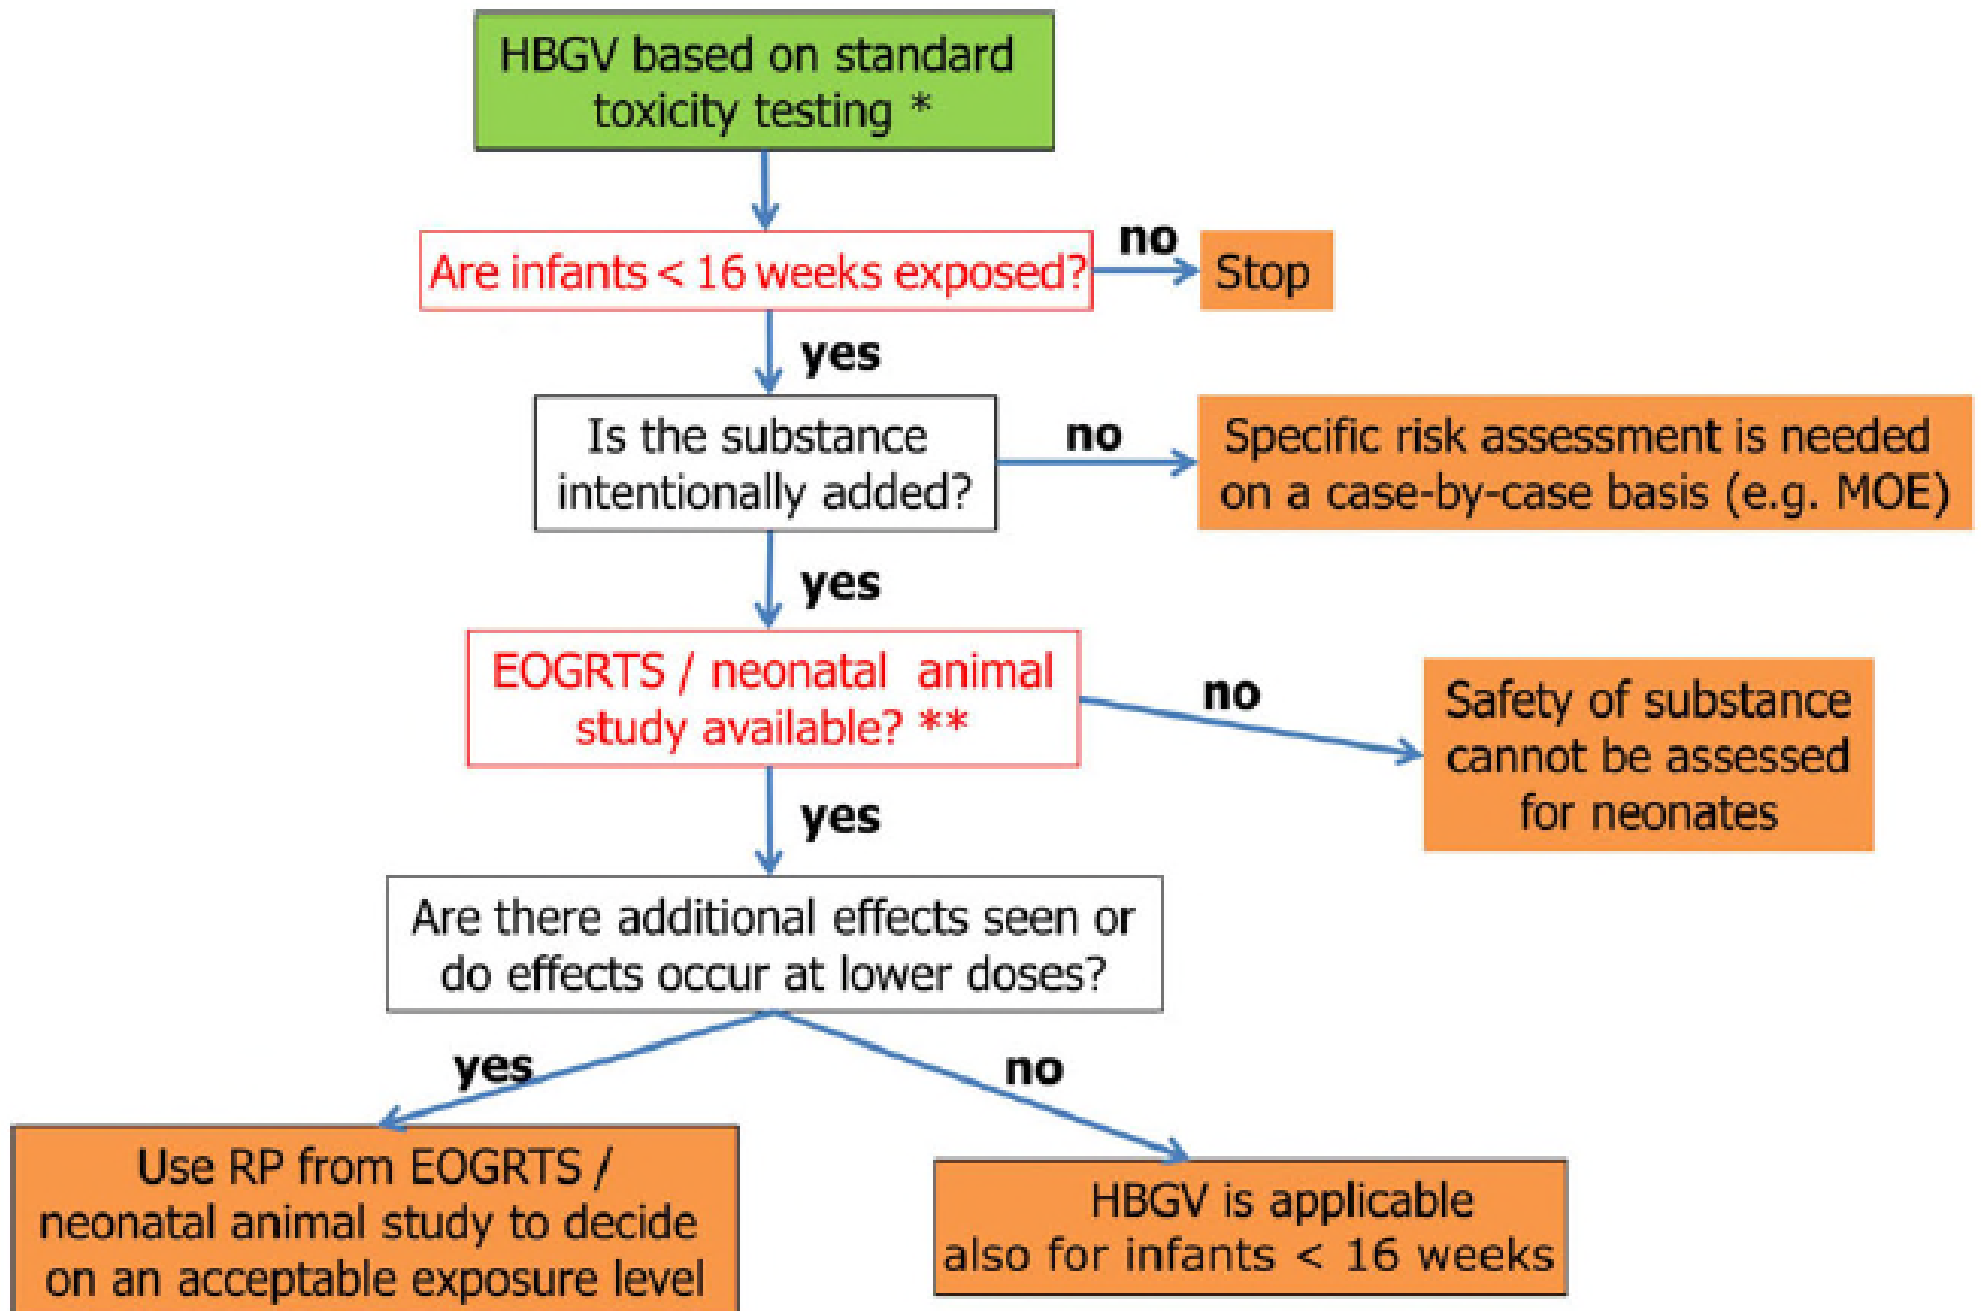 HBGV based on standard
toxicity testing *
Are infants < 16 weeks exposed?
no
Stop
yes
Is the substance
intentionally added?
no
Specific risk assessment is needed
on a case-by-case basis (e.g. MOE)
yes
EOGRTS / neonatal animal
study available? **
no
Safety of substance
cannot be assessed
for neonates
yes
Are there additional effects seen or
do effects occur at lower doses?
yes
no
Use RP from EOGRTS /
neonatal animal study to decide
on an acceptable exposure level
HBGV is applicable
also for infants < 16 weeks